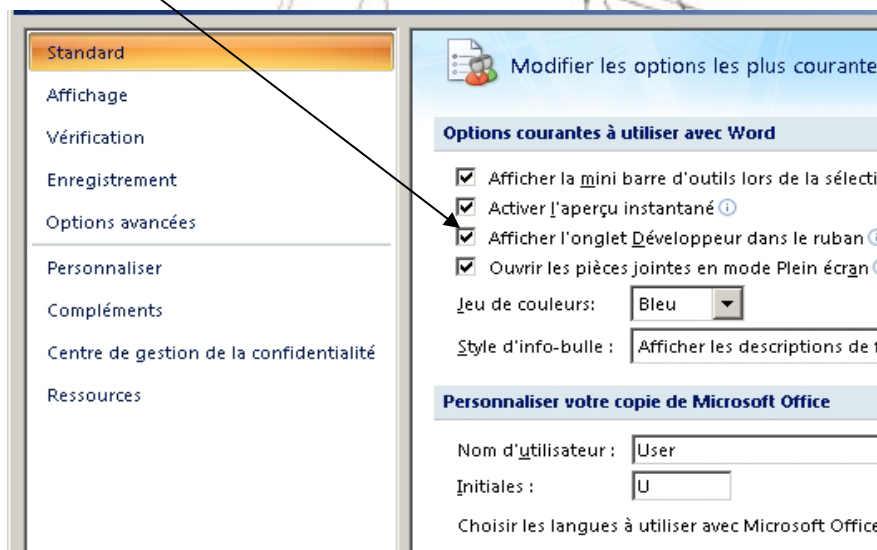 Standard
Affichage
Vérification
Enregistrement
Options avancées
Personnaliser
Compléments
Centre de gestion de la confidentialité
Ressources
Modifier les options les plus courante
Options courantes à utiliser avec Word
Afficher la mini barre d'outils lors de la sélecti
Activer l'aperçu instantané
Afficher l'onglet Développeur dans le ruban
Ouvrir les pièces jointes en mode Plein écran
Jeu de couleurs: Bleu
Style d'info-bulle : Afficher les descriptions de f
Personnaliser votre copie de Microsoft Office
Nom d'utilisateur : User
Initiales : U
Choisir les langues à utiliser avec Microsoft Office